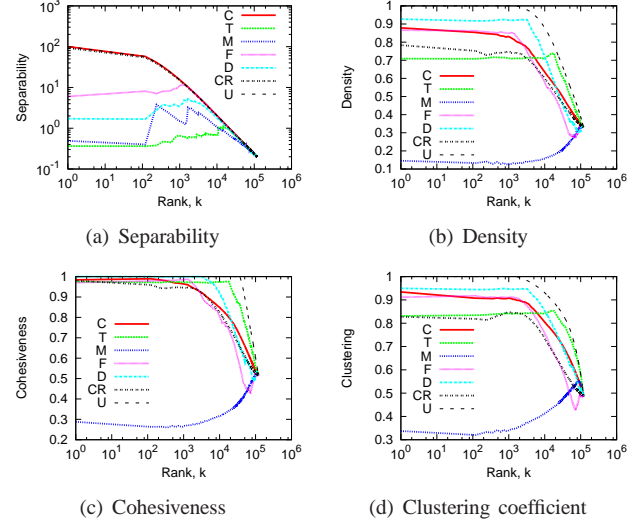 10^3
10^2
10^1
10^0
10^-1
Separability
C
T
M
F
D
CR
U
10^0 10^1 10^2 10^3 10^4 10^5 10^6
Rank, k
(a) Separability
1
0.9
0.8
0.7
0.6
0.5
0.4
0.3
0.2
0.1
Density
C
T
M
F
D
CR
U
10^0 10^1 10^2 10^3 10^4 10^5 10^6
Rank, k
(b) Density
1
0.9
0.8
0.7
0.6
0.5
0.4
0.3
0.2
Cohesiveness
C
T
M
F
D
CR
U
10^0 10^1 10^2 10^3 10^4 10^5 10^6
Rank, k
(c) Cohesiveness
1
0.9
0.8
0.7
0.6
0.5
0.4
0.3
Clustering
C
T
M
F
D
CR
U
10^0 10^1 10^2 10^3 10^4 10^5 10^6
Rank, k
(d) Clustering coefficient